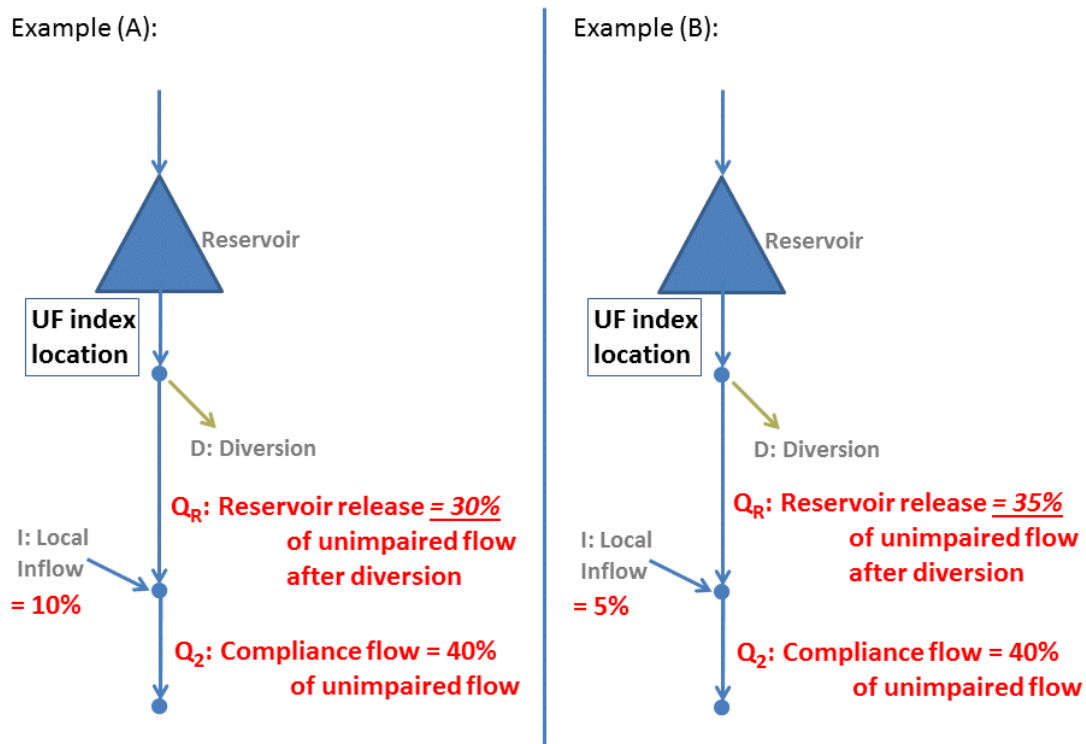 Example (A):
Reservoir
UF index
location
D: Diversion
QR: Reservoir release = 30%
of unimpaired flow
after diversion
I: Local
Inflow
= 10%
Q2: Compliance flow = 40%
of unimpaired flow
Example (B):
Reservoir
UF index
location
D: Diversion
QR: Reservoir release = 35%
of unimpaired flow
after diversion
I: Local
Inflow
= 5%
Q2: Compliance flow = 40%
of unimpaired flow